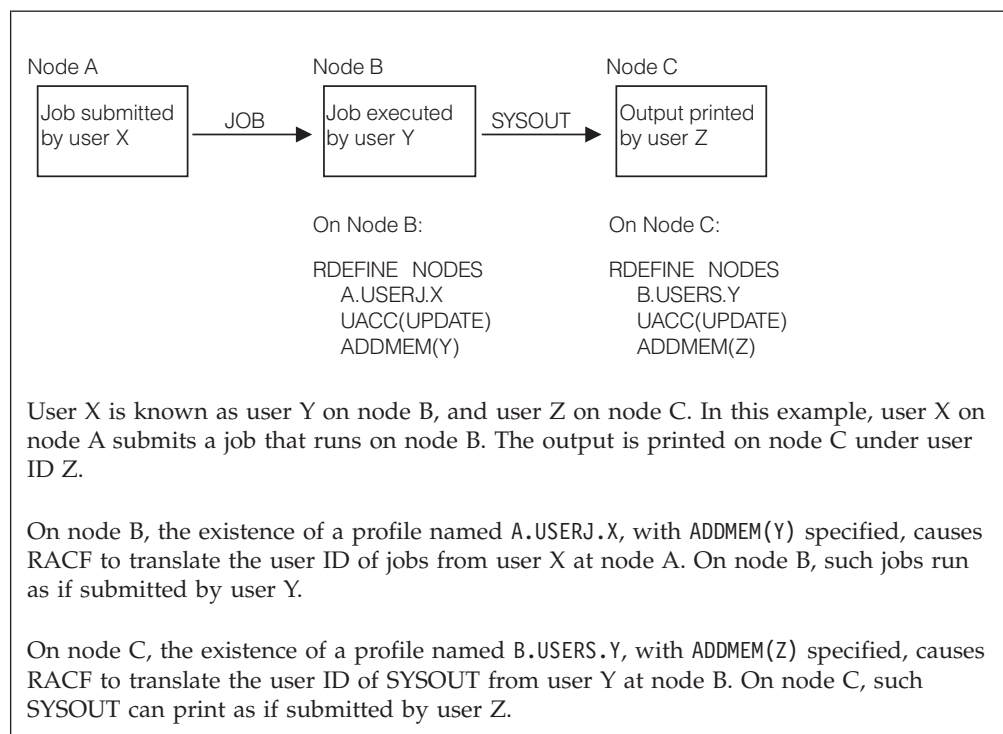 Node A
Node B
Node C
Job submitted
by user X
JOB
Job executed
by user Y
SYSOUT
Output printed
by user Z
On Node B:
RDEFINE NODES
A.USERJ.X
UACC(UPDATE)
ADDMEM(Y)
On Node C:
RDEFINE NODES
B.USERS.Y
UACC(UPDATE)
ADDMEM(Z)
User X is known as user Y on node B, and user Z on node C. In this example, user X on
node A submits a job that runs on node B. The output is printed on node C under user
ID Z.
On node B, the existence of a profile named A.USERJ.X, with ADDMEM(Y) specified, causes
RACF to translate the user ID of jobs from user X at node A. On node B, such jobs run
as if submitted by user Y.
On node C, the existence of a profile named B.USERS.Y, with ADDMEM(Z) specified, causes
RACF to translate the user ID of SYSOUT from user Y at node B. On node C, such
SYSOUT can print as if submitted by user Z.